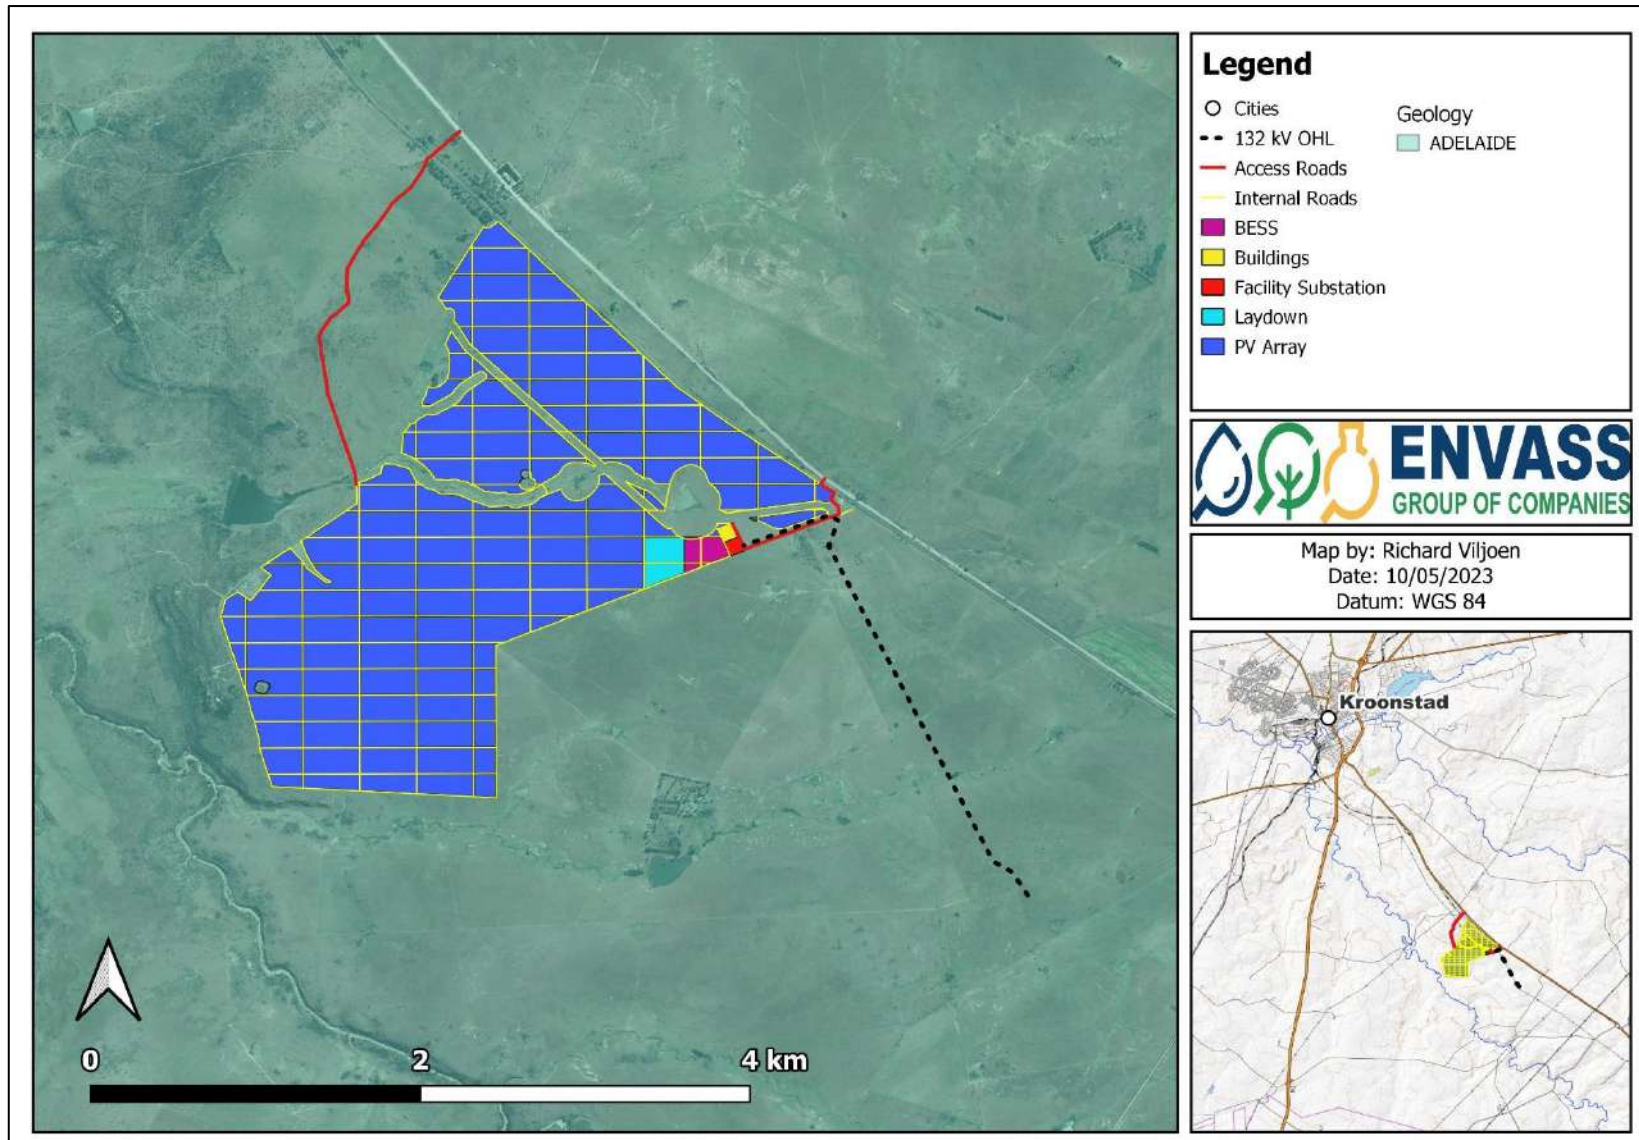 Legend
Cities
132 kV OHL
Access Roads
Internal Roads
BESS
Buildings
Facility Substation
Laydown
PV Array
Geology
ADELAIDE
ENVASS
GROUP OF COMPANIES
Map by: Richard Viljoen
Date: 10/05/2023
Datum: WGS 84
Kroonstad
0 2 4 km